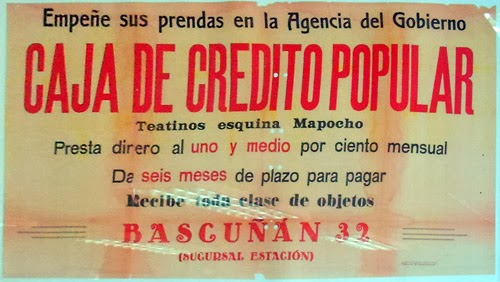 Empeñe sus prendas en la Agencia del Gobierno
CAJA DE CREDITO POPULAR
Teatinos esquina Mapocho
Presta dinero al uno y medio por ciento mensual
Da seis meses de plazo para pagar
Recibe toda clase de objetos
BASCUÑÁN 32
(SUCURSAL ESTACIÓN)